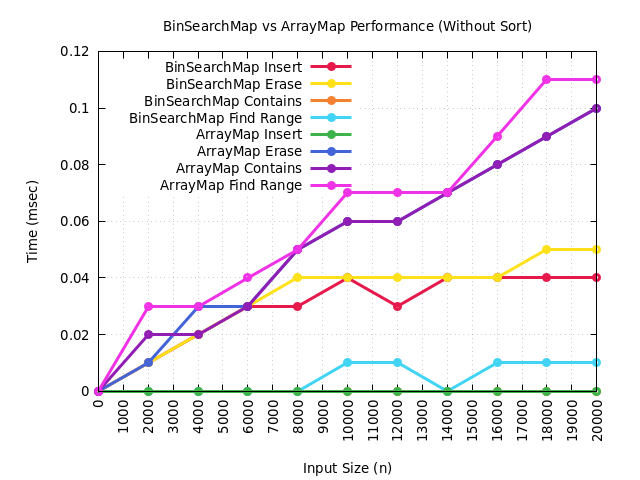 BinSearchMap vs ArrayMap Performance (Without Sort)
0.12
0.1
0.08
0.06
0.04
0.02
0
Time (msec)
BinSearchMap Insert
BinSearchMap Erase
BinSearchMap Contains
BinSearchMap Find Range
ArrayMap Insert
ArrayMap Erase
ArrayMap Contains
ArrayMap Find Range
0
1000
2000
3000
4000
5000
6000
7000
8000
9000
10000
11000
12000
13000
14000
15000
16000
17000
18000
19000
20000
Input Size (n)